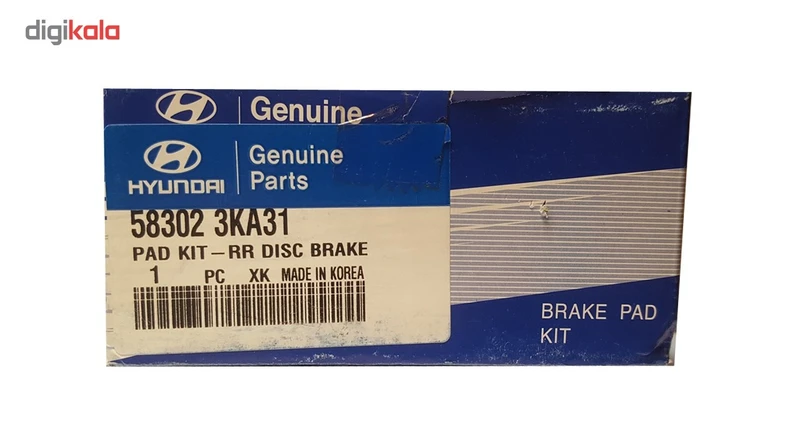 digikala
Genuine
HYUNDAI
Genuine
Parts
58302 3KA31
PAD KIT-RR DISC BRAKE
1 PC XK MADE IN KOREA
BRAKE PAD
KIT